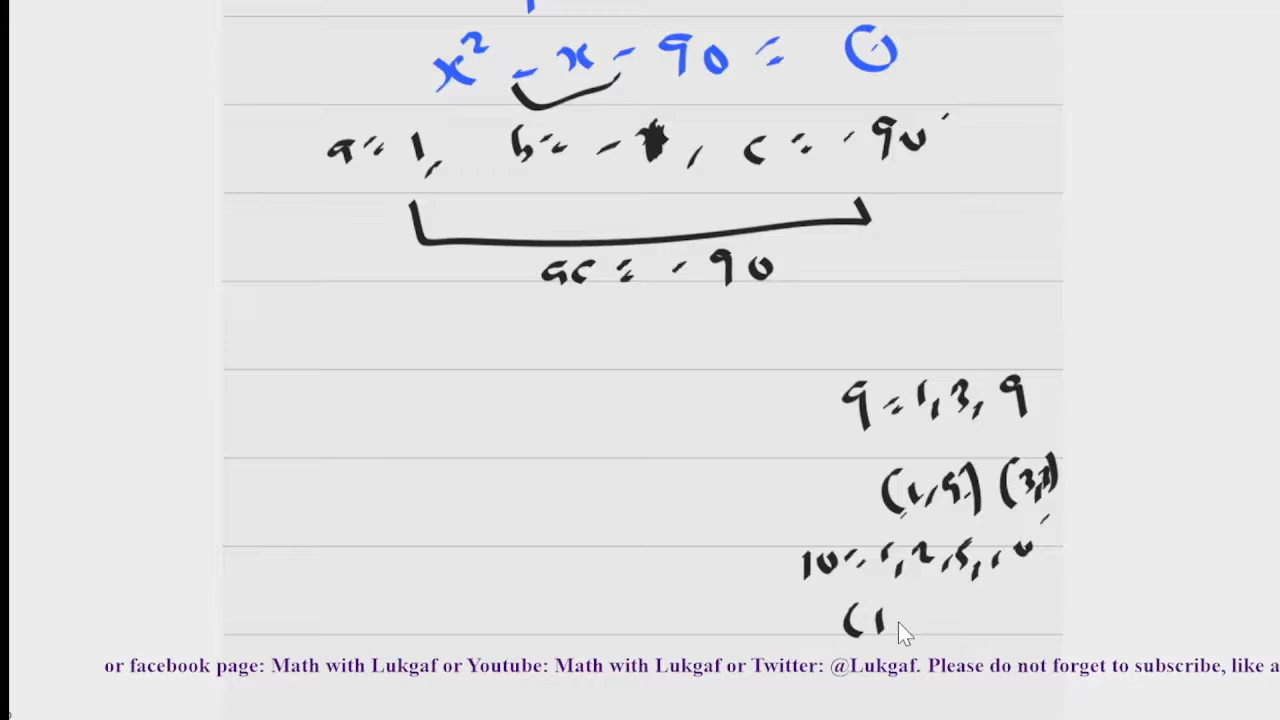 x² - x - 90 = 0
a = 1, b = -1, c = -90
ac = -90
9 = 1, 3, 9
(1, 9) (3, 3)
10 = 1, 2, 5, 10
(1
or facebook page: Math with Lukgaf or Youtube: Math with Lukgaf or Twitter: @Lukgaf. Please do not forget to subscribe, like a